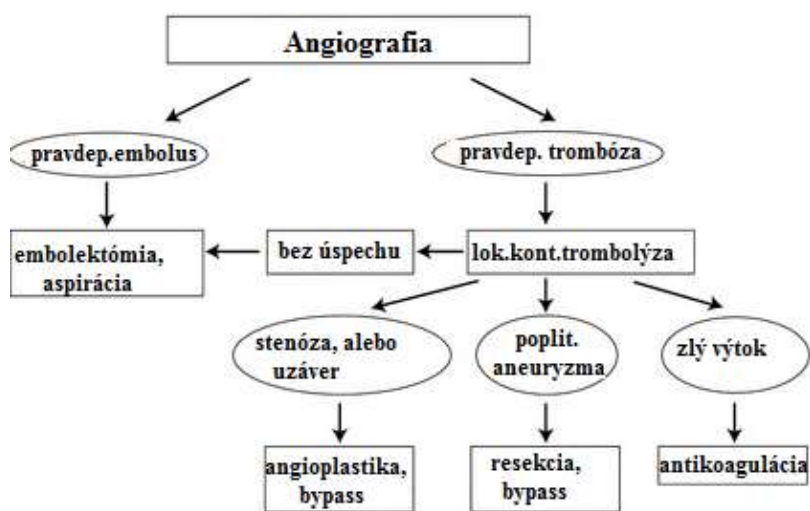 Angiografia
pravdep.embolus
pravdep. trombóza
embolektómia,
aspirácia
bez úspechu
lok.kont.trombolýza
stenóza, alebo
uzáver
poplit.
aneuryzma
zlý výtok
angioplastika,
bypass
resekcia,
bypass
antikoagulácia